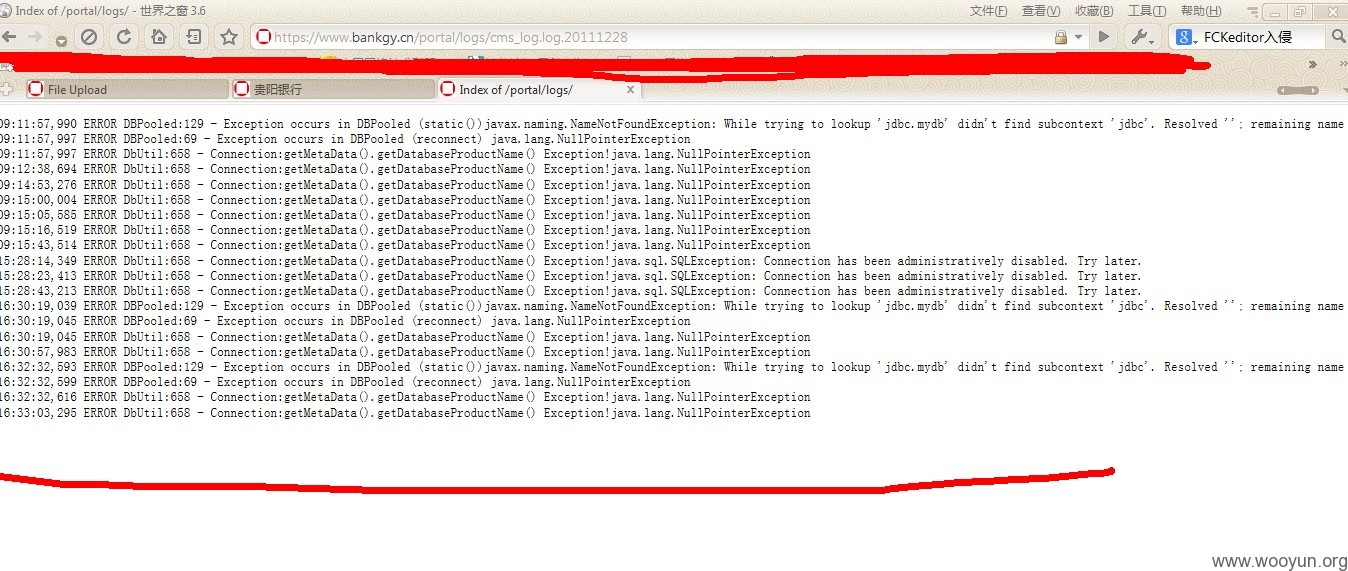 Index of /portal/logs/ - 世界之窗 3.6
文件(F) 查看(V) 收藏(B) 工具(T) 帮助(H)
https://www.bankgy.cn/portal/logs/cms_log.log.20111228
FCKeditor入侵
File Upload
贵阳银行
Index of /portal/logs/
09:11:57,990 ERROR DBPooled:129 - Exception occurs in DBPooled (static())javax.naming.NameNotFoundException: While trying to lookup 'jdbc.mydb' didn't find subcontext 'jdbc'. Resolved ''; remaining name
09:11:57,997 ERROR DBPooled:69 - Exception occurs in DBPooled (reconnect) java.lang.NullPointerException
09:11:57,997 ERROR DbUtil:658 - Connection:getMetaData().getDatabaseProductName() Exception!java.lang.NullPointerException
09:12:38,694 ERROR DbUtil:658 - Connection:getMetaData().getDatabaseProductName() Exception!java.lang.NullPointerException
09:14:53,276 ERROR DbUtil:658 - Connection:getMetaData().getDatabaseProductName() Exception!java.lang.NullPointerException
09:15:00,004 ERROR DbUtil:658 - Connection:getMetaData().getDatabaseProductName() Exception!java.lang.NullPointerException
09:15:05,585 ERROR DbUtil:658 - Connection:getMetaData().getDatabaseProductName() Exception!java.lang.NullPointerException
09:15:16,519 ERROR DbUtil:658 - Connection:getMetaData().getDatabaseProductName() Exception!java.lang.NullPointerException
09:15:43,514 ERROR DbUtil:658 - Connection:getMetaData().getDatabaseProductName() Exception!java.lang.NullPointerException
15:28:14,349 ERROR DbUtil:658 - Connection:getMetaData().getDatabaseProductName() Exception!java.sql.SQLException: Connection has been administratively disabled. Try later.
15:28:23,413 ERROR DbUtil:658 - Connection:getMetaData().getDatabaseProductName() Exception!java.sql.SQLException: Connection has been administratively disabled. Try later.
15:28:43,213 ERROR DbUtil:658 - Connection:getMetaData().getDatabaseProductName() Exception!java.sql.SQLException: Connection has been administratively disabled. Try later.
16:30:19,039 ERROR DBPooled:129 - Exception occurs in DBPooled (static())javax.naming.NameNotFoundException: While trying to lookup 'jdbc.mydb' didn't find subcontext 'jdbc'. Resolved ''; remaining name
16:30:19,045 ERROR DBPooled:69 - Exception occurs in DBPooled (reconnect) java.lang.NullPointerException
16:30:19,045 ERROR DbUtil:658 - Connection:getMetaData().getDatabaseProductName() Exception!java.lang.NullPointerException
16:30:57,983 ERROR DbUtil:658 - Connection:getMetaData().getDatabaseProductName() Exception!java.lang.NullPointerException
16:32:32,593 ERROR DBPooled:129 - Exception occurs in DBPooled (static())javax.naming.NameNotFoundException: While trying to lookup 'jdbc.mydb' didn't find subcontext 'jdbc'. Resolved ''; remaining name
16:32:32,599 ERROR DBPooled:69 - Exception occurs in DBPooled (reconnect) java.lang.NullPointerException
16:32:32,616 ERROR DbUtil:658 - Connection:getMetaData().getDatabaseProductName() Exception!java.lang.NullPointerException
16:33:03,295 ERROR DbUtil:658 - Connection:getMetaData().getDatabaseProductName() Exception!java.lang.NullPointerException
www.wooyun.org